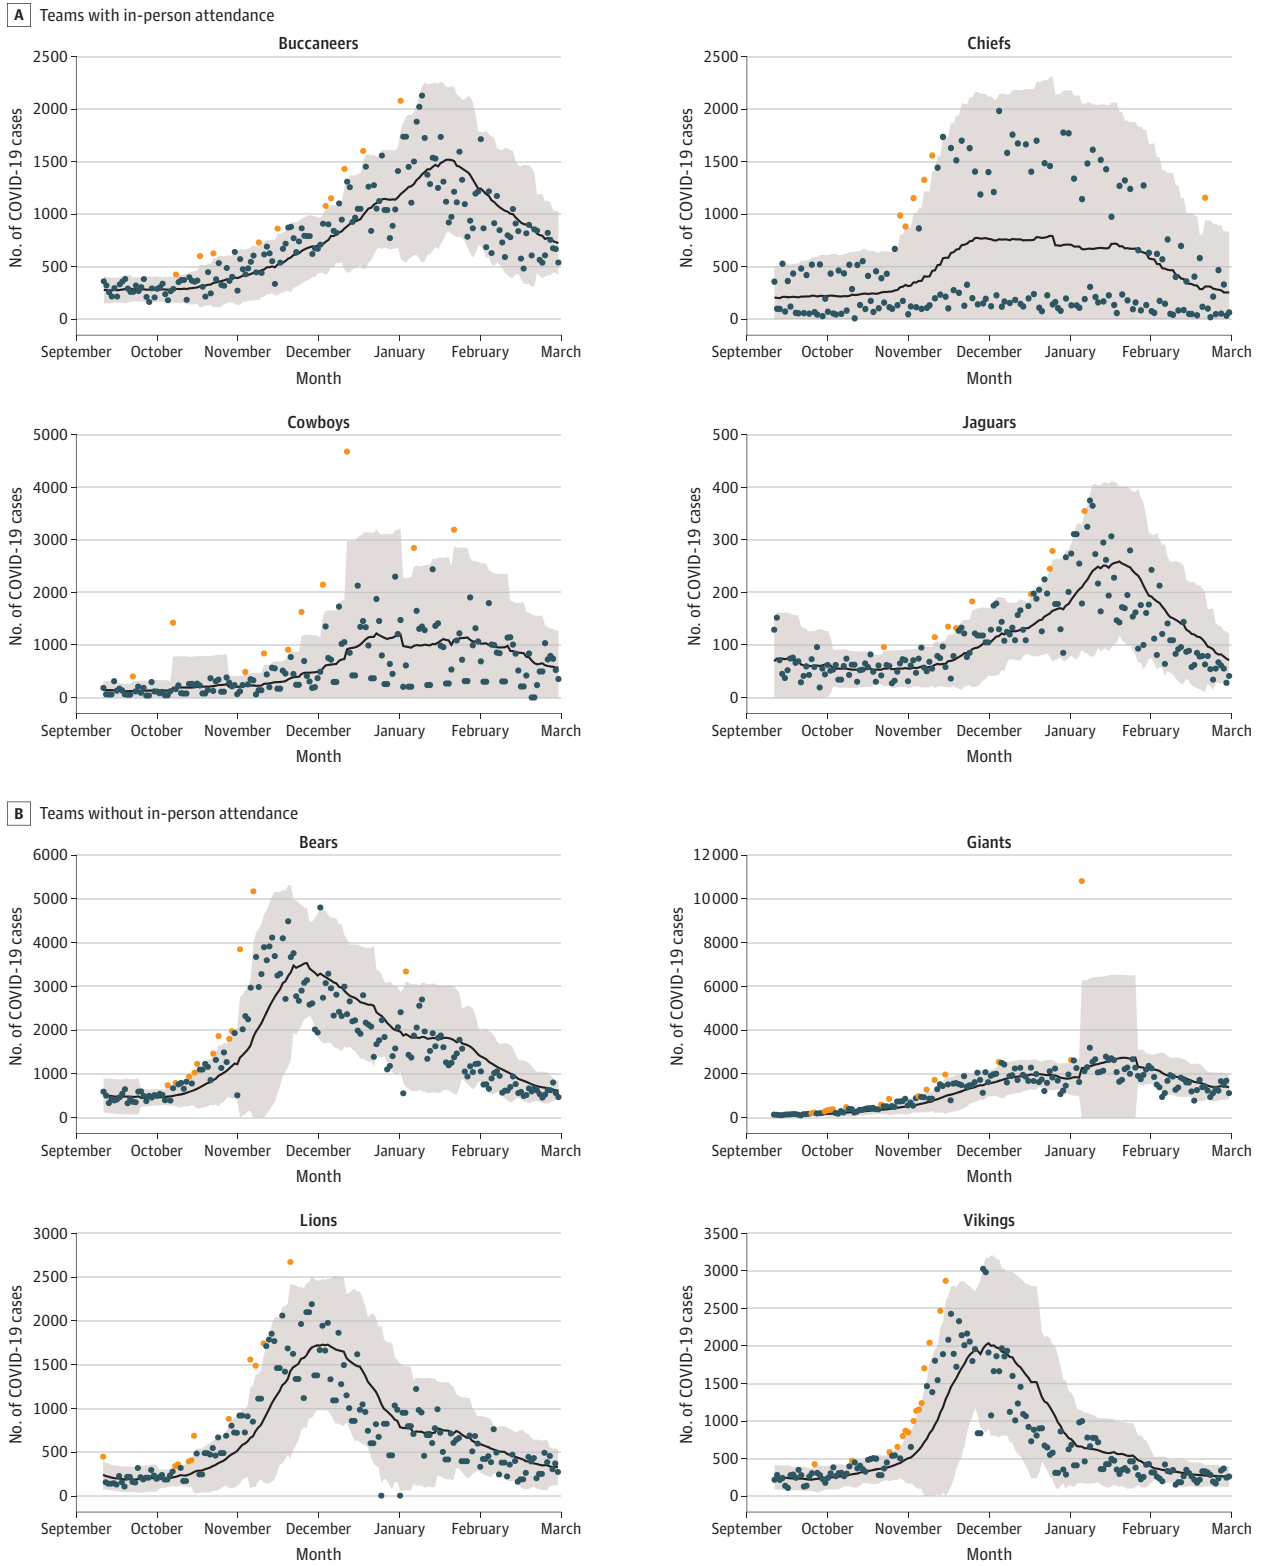 A Teams with in-person attendance
Buccaneers
No. of COVID-19 cases
2500
2000
1500
1000
500
0
September October November December January February March
Month
Chiefs
No. of COVID-19 cases
2500
2000
1500
1000
500
0
September October November December January February March
Month
Cowboys
No. of COVID-19 cases
5000
4000
3000
2000
1000
0
September October November December January February March
Month
Jaguars
No. of COVID-19 cases
500
400
300
200
100
0
September October November December January February March
Month
B Teams without in-person attendance
Bears
No. of COVID-19 cases
6000
5000
4000
3000
2000
1000
0
September October November December January February March
Month
Giants
No. of COVID-19 cases
12 000
10 000
8000
6000
4000
2000
0
September October November December January February March
Month
Lions
No. of COVID-19 cases
3000
2500
2000
1500
1000
500
0
September October November December January February March
Month
Vikings
No. of COVID-19 cases
3500
3000
2500
2000
1500
1000
500
0
September October November December January February March
Month